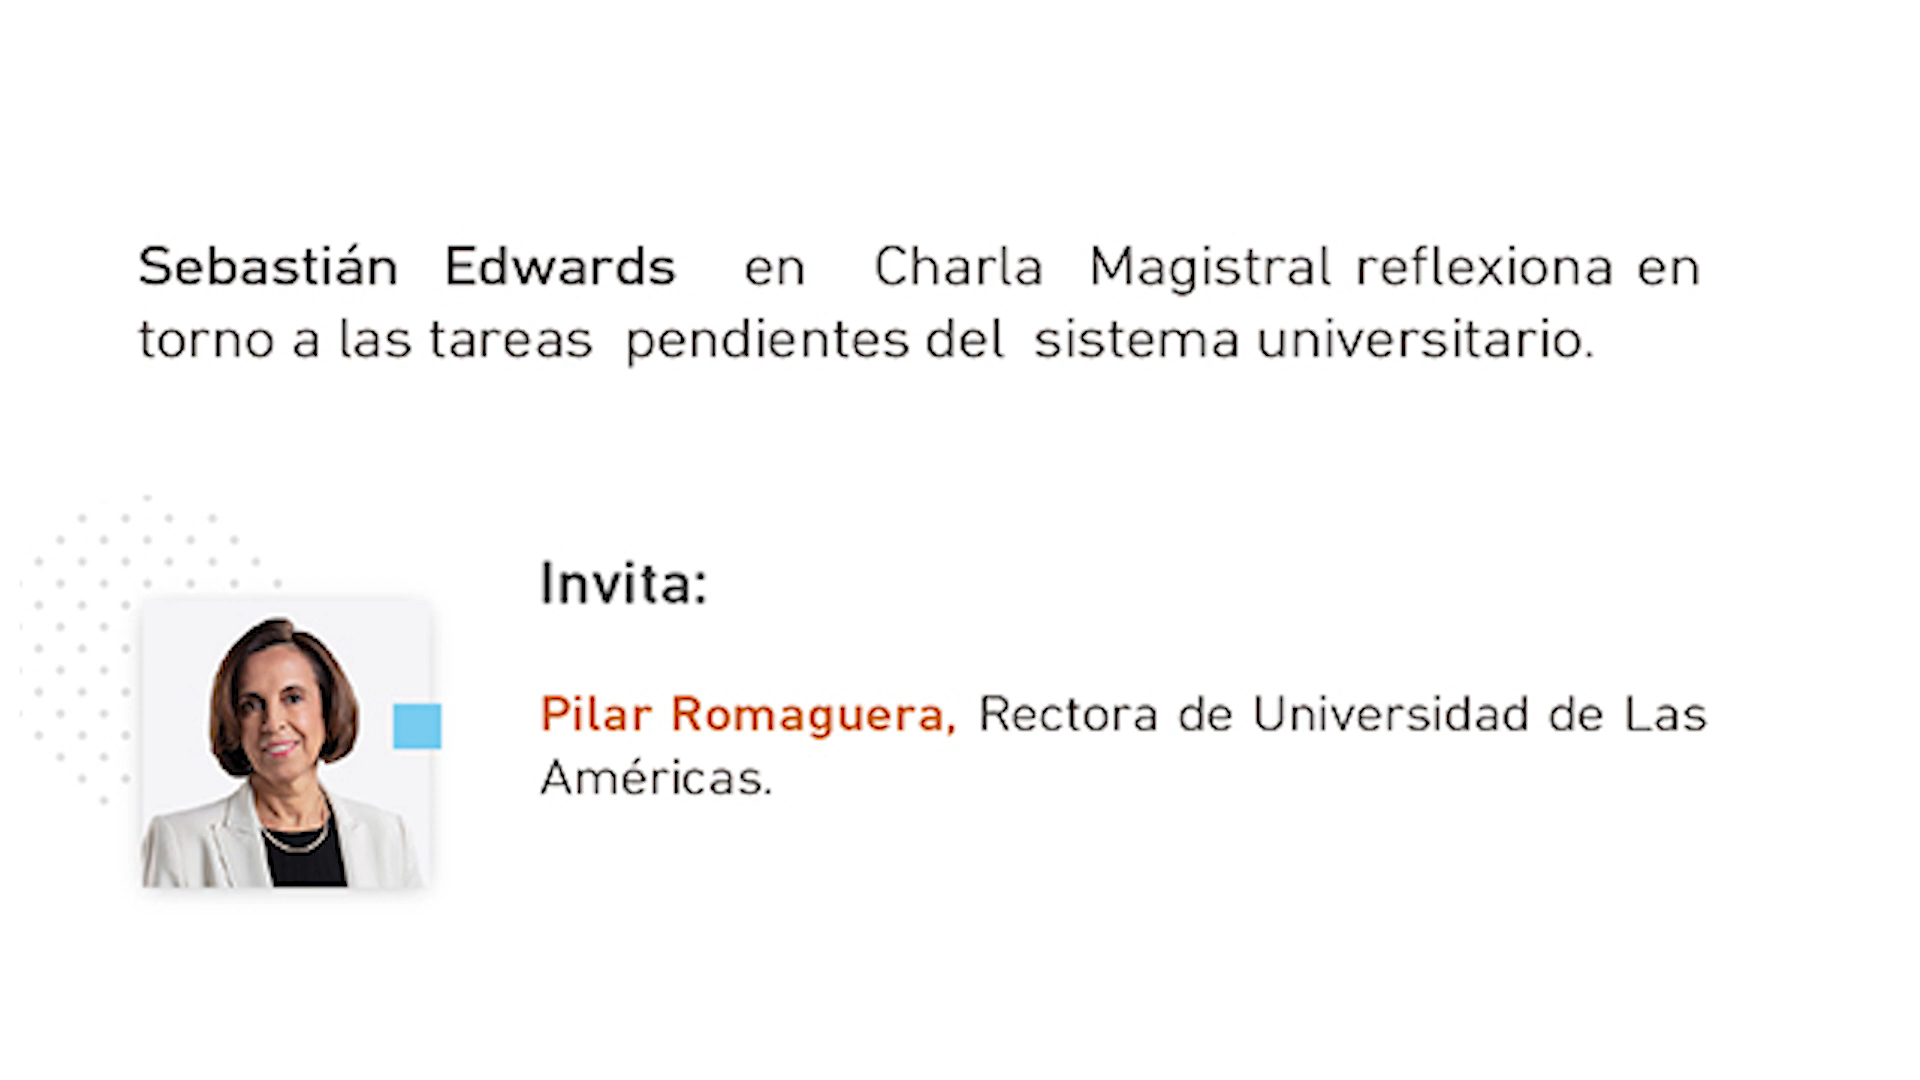 Sebastián Edwards en Charla Magistral reflexiona en
torno a las tareas pendientes del sistema universitario.
Invita:
Pilar Romaguera, Rectora de Universidad de Las
Américas.